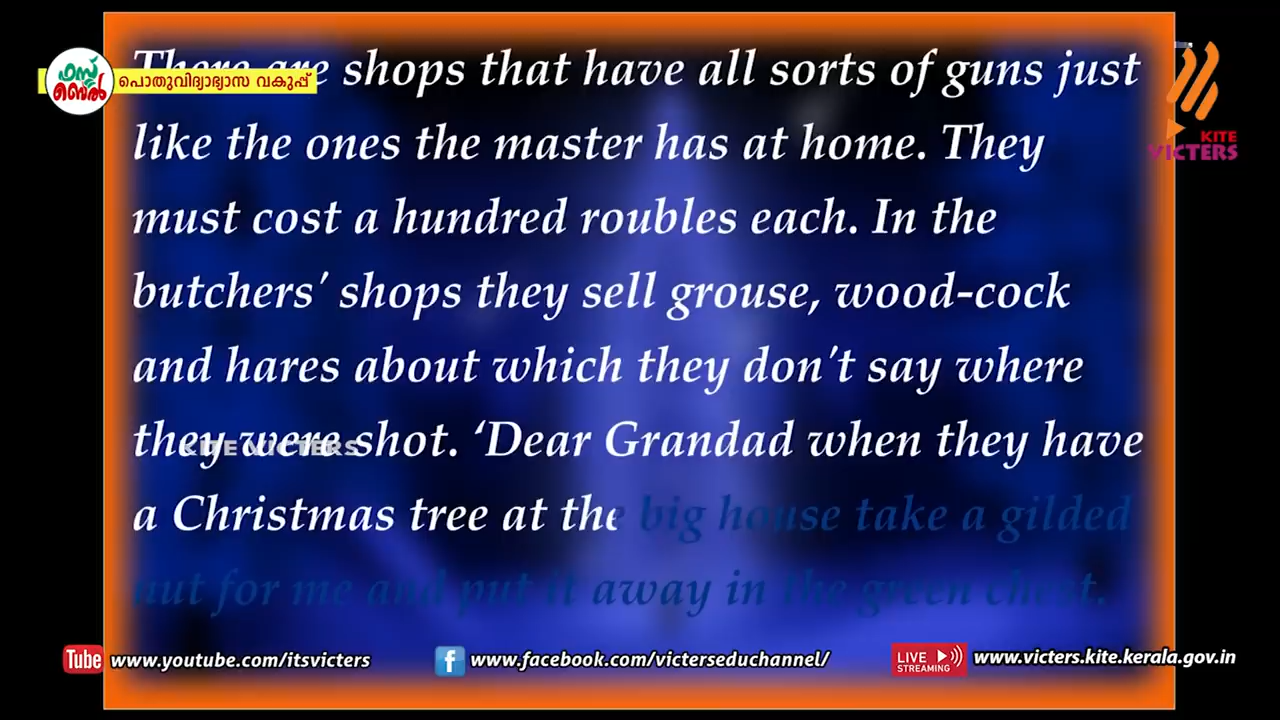 ഫസ്റ്റ്
ബെൽ
പൊതുവിദ്യാഭ്യാസ വകുപ്പ്
KITE
VICTERS
There are shops that have all sorts of guns just
like the ones the master has at home. They
must cost a hundred roubles each. In the
butchers' shops they sell grouse, wood-cock
and hares about which they don't say where
they were shot. ‘Dear Grandad when they have
KITE VICTERS
a Christmas tree at the big house take a gilded
nut for me and put it away in the green chest.
Tube www.youtube.com/itsvicters
f www.facebook.com/victerseduchannel/
LIVE
STREAMING
www.victers.kite.kerala.gov.in